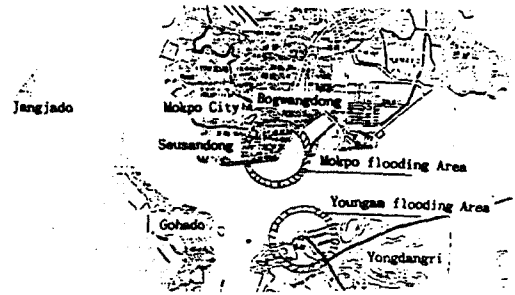 Jangjado
Mokpo City
Bogwangdong
Seusandong
Mokpo flooding Area
Youngam flooding Area
Gohado
Yongdangri